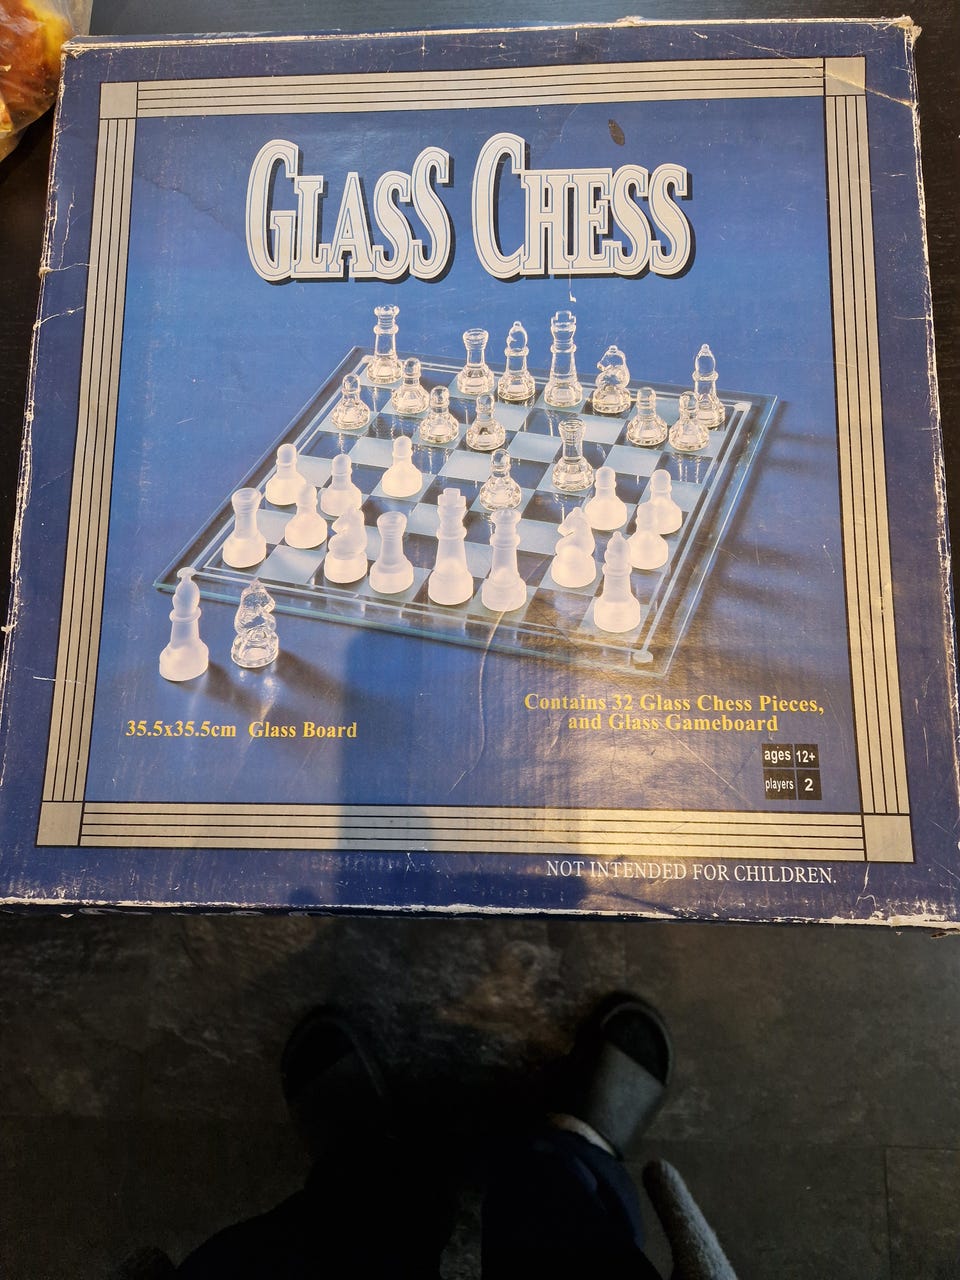 GLASS CHESS
35.5x35.5cm Glass Board
Contains 32 Glass Chess Pieces,
and Glass Gameboard
ages 12+
players 2
NOT INTENDED FOR CHILDREN.